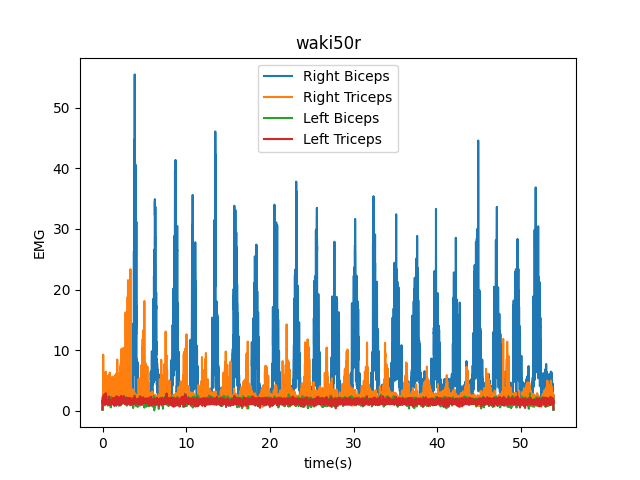 waki50r
Right Biceps
Right Triceps
Left Biceps
Left Triceps
EMG
50
40
30
20
10
0
0 10 20 30 40 50
time(s)